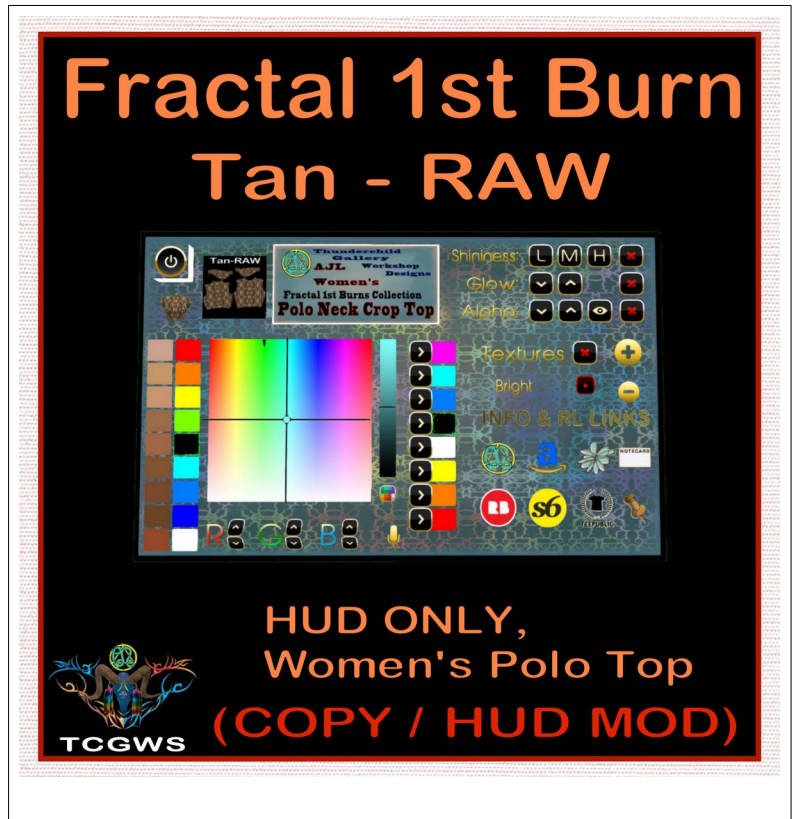 Fractal 1st Burn
Tan - RAW
Tan-RAW
Thunderchild
Gallery
AJL Workshop
Designs
Women's
Fractal 1st Burns Collection
Polo Neck Crop Top
Shiniess: L M H
Glow:
Alpha:
Textures
Bright
INFO & RL LINKS
NOTECARD
a
RB
s6
R G B
HUD ONLY,
Women's Polo Top
(COPY / HUD MOD)
TCGWS